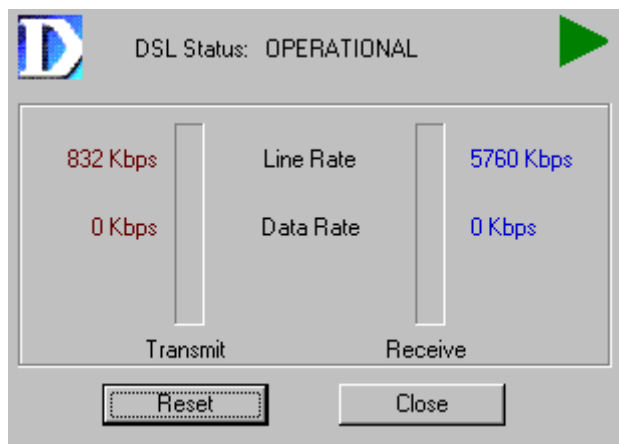 D
DSL Status: OPERATIONAL
832 Kbps Line Rate 5760 Kbps
0 Kbps Data Rate 0 Kbps
Transmit Receive
Reset Close